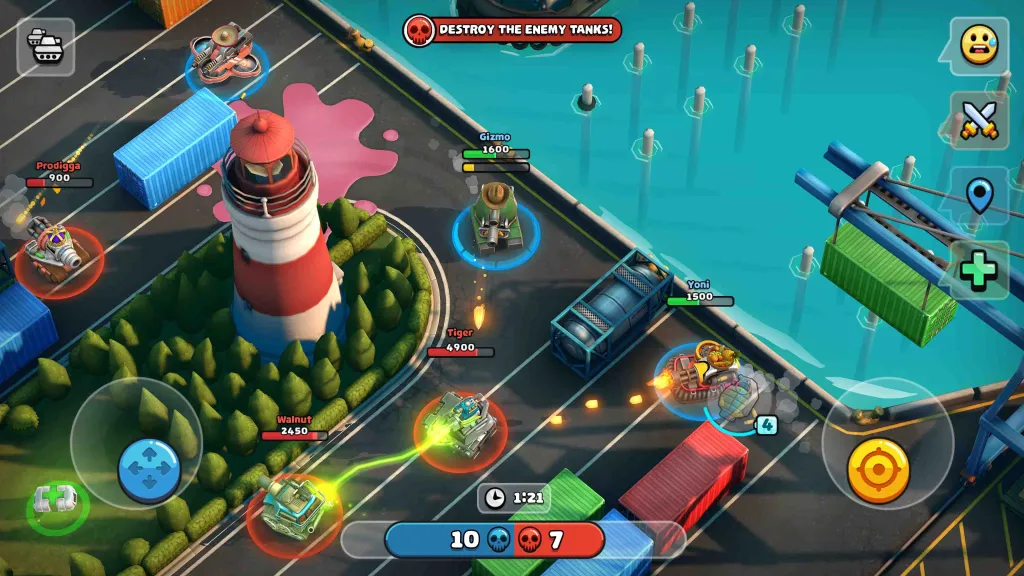 DESTROY THE ENEMY TANKS!
Gizmo
1600
Prodigga
900
Yoni
1500
Tiger
4900
Walnut
2450
4
1:21
10 7